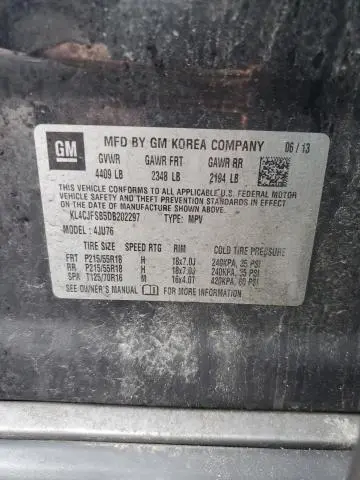 GM
MFD BY GM KOREA COMPANY 06 / 13
GVWR GAWR FRT GAWR RR
4409 LB 2348 LB 2194 LB
THIS VEHICLE CONFORMS TO ALL APPLICABLE U.S. FEDERAL MOTOR
VEHICLE SAFETY AND THEFT PREVENTION STANDARDS IN EFFECT
ON THE DATE OF MANUFACTURE SHOWN ABOVE.
KL4CJFSB5DB202297 TYPE: MPV
MODEL: 4JU76
TIRE SIZE SPEED RTG RIM COLD TIRE PRESSURE
FRT P215/55R18 H 18x7.0J 240KPA, 35 PSI
RR P215/55R18 H 18x7.0J 240KPA, 35 PSI
SPA T125/70R16 M 16x4.0T 420KPA, 60 PSI
SEE OWNER'S MANUAL FOR MORE INFORMATION